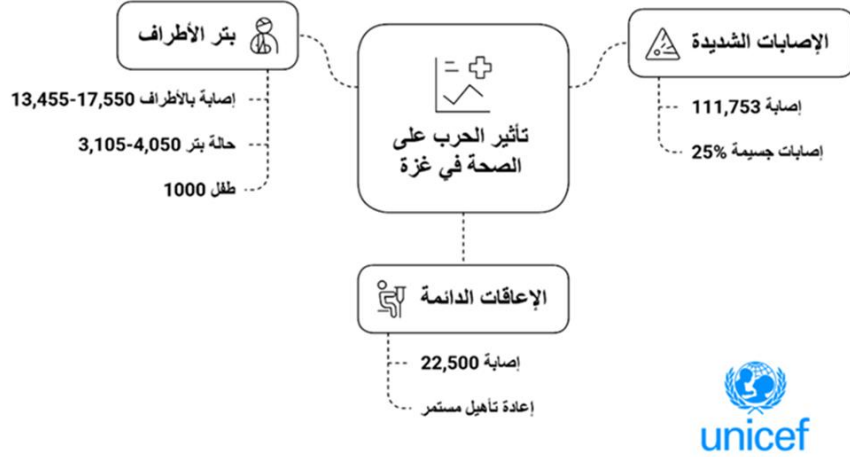 تأثير الحرب على
الصحة في غزة
الإصابات الشديدة
إصابة 111,753
إصابات جسيمة 25%
بتر الأطراف
إصابة بالأطراف 13,455-17,550
حالة بتر 3,105-4,050
طفل 1000
الإعاقات الدائمة
إصابة 22,500
إعادة تأهيل مستمر
unicef